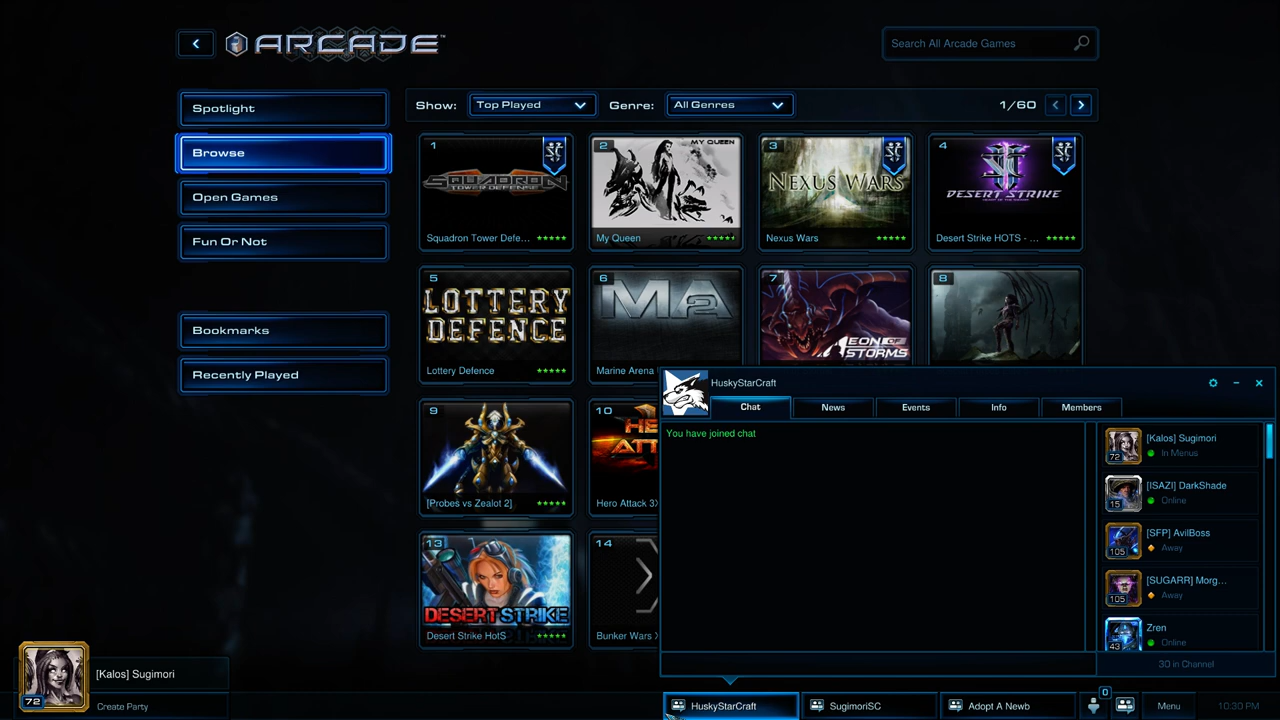 ARCADE
Search All Arcade Games
Spotlight
Browse
Open Games
Fun Or Not
Bookmarks
Recently Played
Show: Top Played Genre: All Genres 1/60
1
SQUADRON
TOWER DEFENSE
Squadron Tower Defe...
2
MY QUEEN
My Queen
3
NEXUS WARS
Nexus Wars
4
DESERT STRIKE
Desert Strike HOTS - ...
5
LOTTERY
DEFENCE
Lottery Defence
6
MA2
Marine Arena
7
AEON OF
STORMS
8
9
[Probes vs Zealot 2]
10
HE
ATT
Hero Attack 3X
13
DESERT STRIKE
Desert Strike HotS
14
Bunker Wars X
HuskyStarCraft
Chat News Events Info Members
You have joined chat
[Kalos] Sugimori
72 In Menus
[ISAZI] DarkShade
15 Online
[SFP] AvilBoss
105 Away
[SUGARR] Morg...
105 Away
Zren
43 Online
30 in Channel
[Kalos] Sugimori
72
Create Party
HuskyStarCraft SugimoriSC Adopt A Newb 0 Menu 10:30 PM